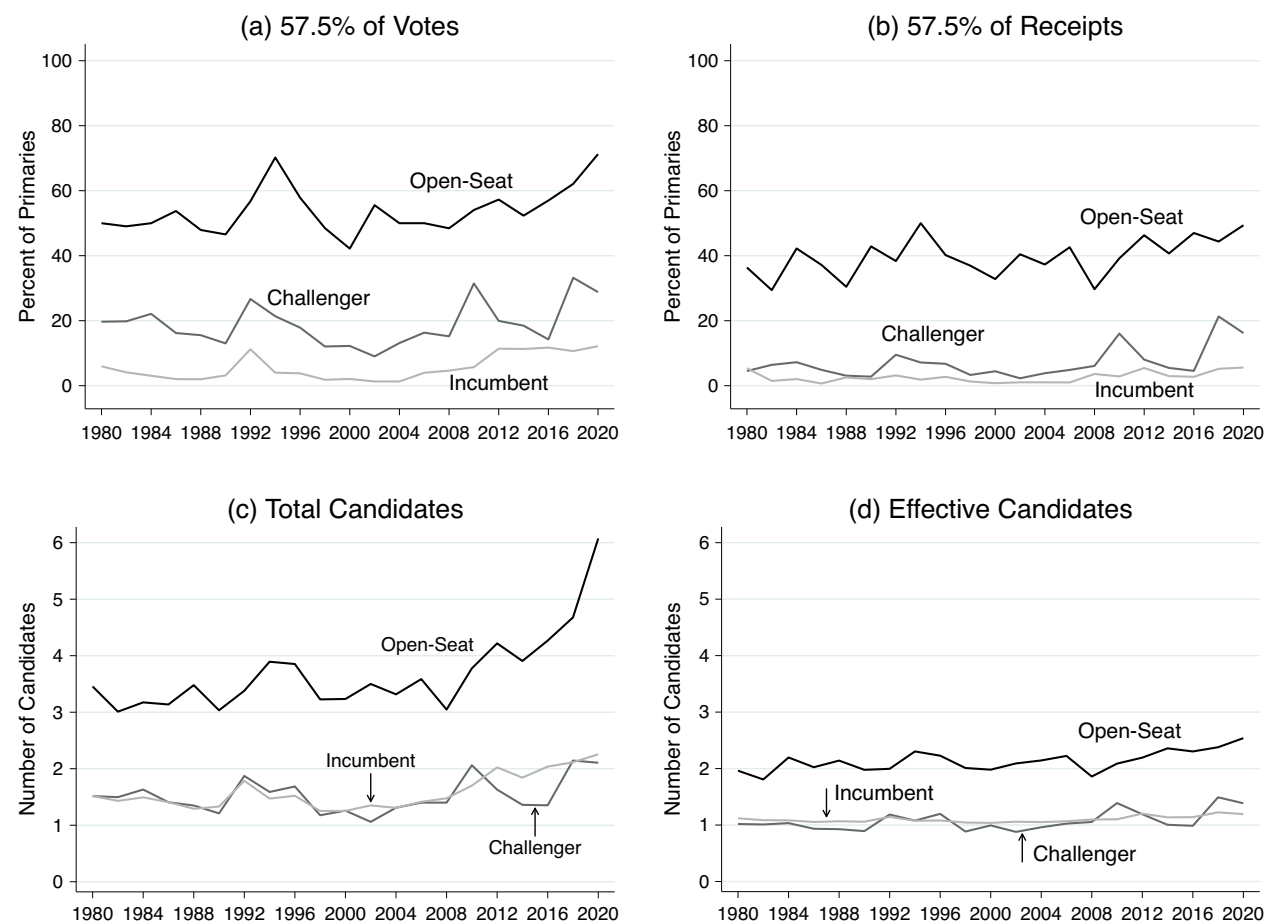 (a) 57.5% of Votes
Percent of Primaries
100
80
60
40
20
0
Open-Seat
Challenger
Incumbent
1980 1984 1988 1992 1996 2000 2004 2008 2012 2016 2020
(b) 57.5% of Receipts
Percent of Primaries
100
80
60
40
20
0
Open-Seat
Challenger
Incumbent
1980 1984 1988 1992 1996 2000 2004 2008 2012 2016 2020
(c) Total Candidates
Number of Candidates
6
5
4
3
2
1
0
Open-Seat
Incumbent
Challenger
1980 1984 1988 1992 1996 2000 2004 2008 2012 2016 2020
(d) Effective Candidates
Number of Candidates
6
5
4
3
2
1
0
Open-Seat
Incumbent
Challenger
1980 1984 1988 1992 1996 2000 2004 2008 2012 2016 2020